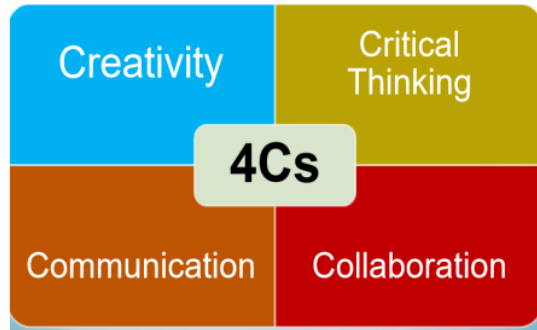 Creativity
Critical
Thinking
4Cs
Communication
Collaboration